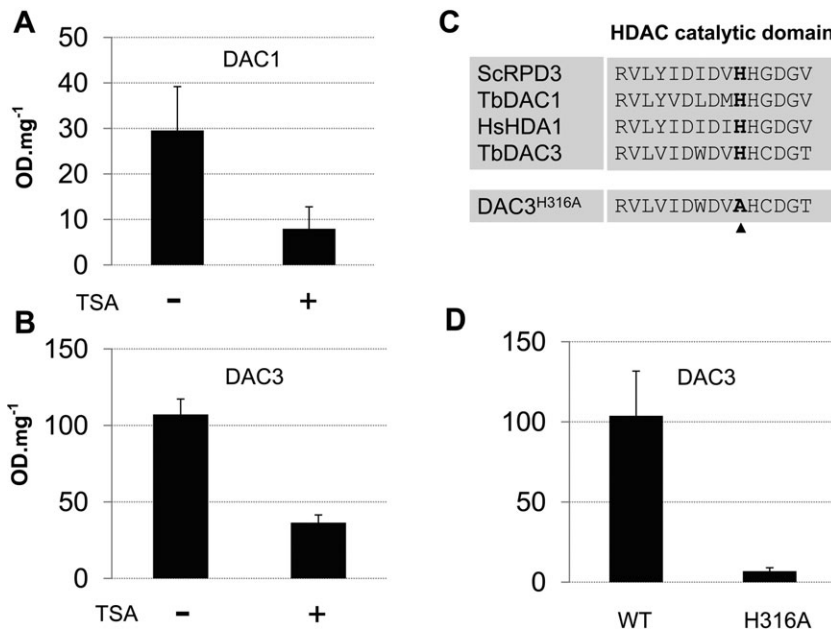 A
DAC1
OD.mg-1
50
40
30
20
10
0
TSA - +
B
DAC3
OD.mg-1
150
100
50
0
TSA - +
C
HDAC catalytic domain
ScRPD3 RVLYIDIDVHHGDGV
TbDAC1 RVLYVDLDMHHGDGV
HsHDA1 RVLYIDIDIHHGDGV
TbDAC3 RVLVIDWDVHHCDGT
DAC3H316A RVLVIDWDVAHCDGT
D
DAC3
150
100
50
0
WT H316A